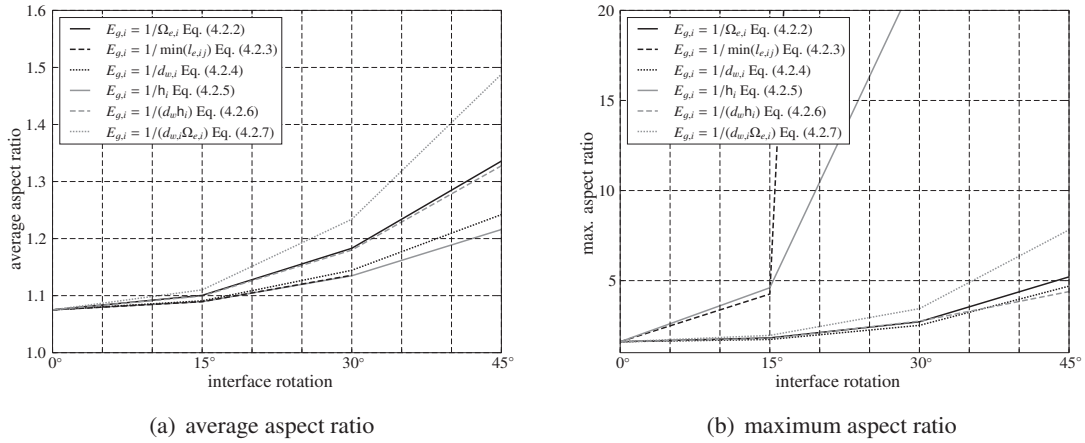 1.6
1.5
1.4
1.3
1.2
1.1
1.0
average aspect ratio
E_{g,i} = 1/Ω_{e,i} Eq. (4.2.2)
E_{g,i} = 1/ min(l_{e,ij}) Eq. (4.2.3)
E_{g,i} = 1/d_{w,i} Eq. (4.2.4)
E_{g,i} = 1/h_i Eq. (4.2.5)
E_{g,i} = 1/(d_w h_i) Eq. (4.2.6)
E_{g,i} = 1/(d_{w,i}Ω_{e,i}) Eq. (4.2.7)
0° 15° 30° 45°
interface rotation
(a) average aspect ratio
20
15
10
5
max. aspect ratio
E_{g,i} = 1/Ω_{e,i} Eq. (4.2.2)
E_{g,i} = 1/ min(l_{e,ij}) Eq. (4.2.3)
E_{g,i} = 1/d_{w,i} Eq. (4.2.4)
E_{g,i} = 1/h_i Eq. (4.2.5)
E_{g,i} = 1/(d_w h_i) Eq. (4.2.6)
E_{g,i} = 1/(d_{w,i}Ω_{e,i}) Eq. (4.2.7)
0° 15° 30° 45°
interface rotation
(b) maximum aspect ratio